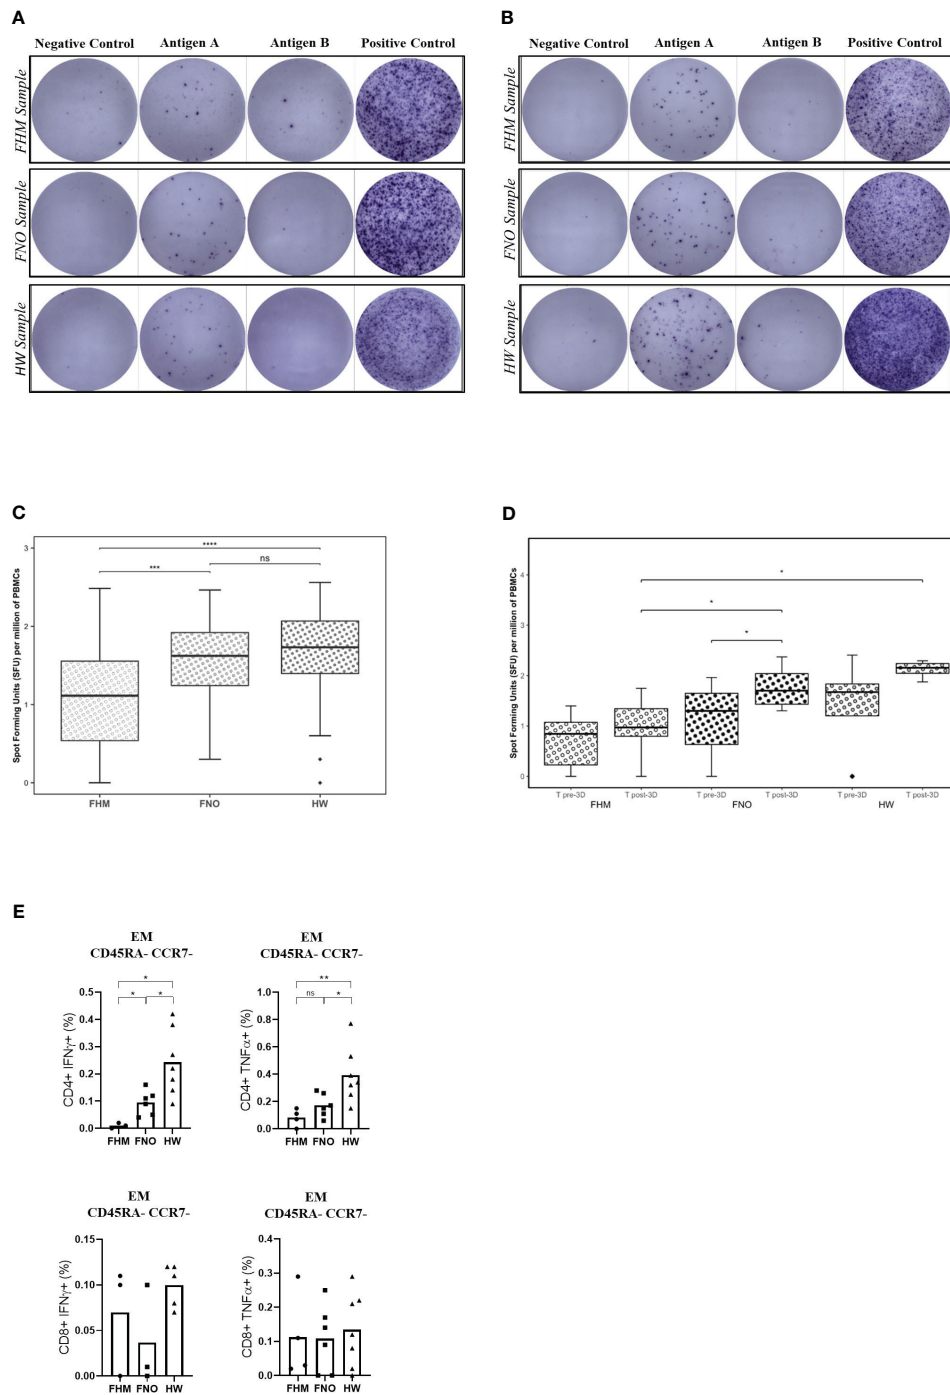 A
Negative Control Antigen A Antigen B Positive Control
FHM Sample
FNO Sample
HW Sample
B
Negative Control Antigen A Antigen B Positive Control
FHM Sample
FNO Sample
HW Sample
C
Spot Forming Units (SFU) per million of PBMCs
3
2
1
0
****
***
ns
FHM FNO HW
D
Spot Forming Units (SFU) per million of PBMCs
4
3
2
1
0
*
*
*
T pre-3D T post-3D T pre-3D T post-3D T pre-3D T post-3D
FHM FNO HW
E
EM
CD45RA- CCR7-
*
* *
CD4+ IFNγ+ (%)
0.5
0.4
0.3
0.2
0.1
0.0
FHM FNO HW
EM
CD45RA- CCR7-
**
ns *
CD4+ TNFα+ (%)
1.0
0.8
0.6
0.4
0.2
0.0
FHM FNO HW
EM
CD45RA- CCR7-
CD8+ IFNγ+ (%)
0.15
0.10
0.05
0.00
FHM FNO HW
EM
CD45RA- CCR7-
CD8+ TNFα+ (%)
0.4
0.3
0.2
0.1
0.0
FHM FNO HW